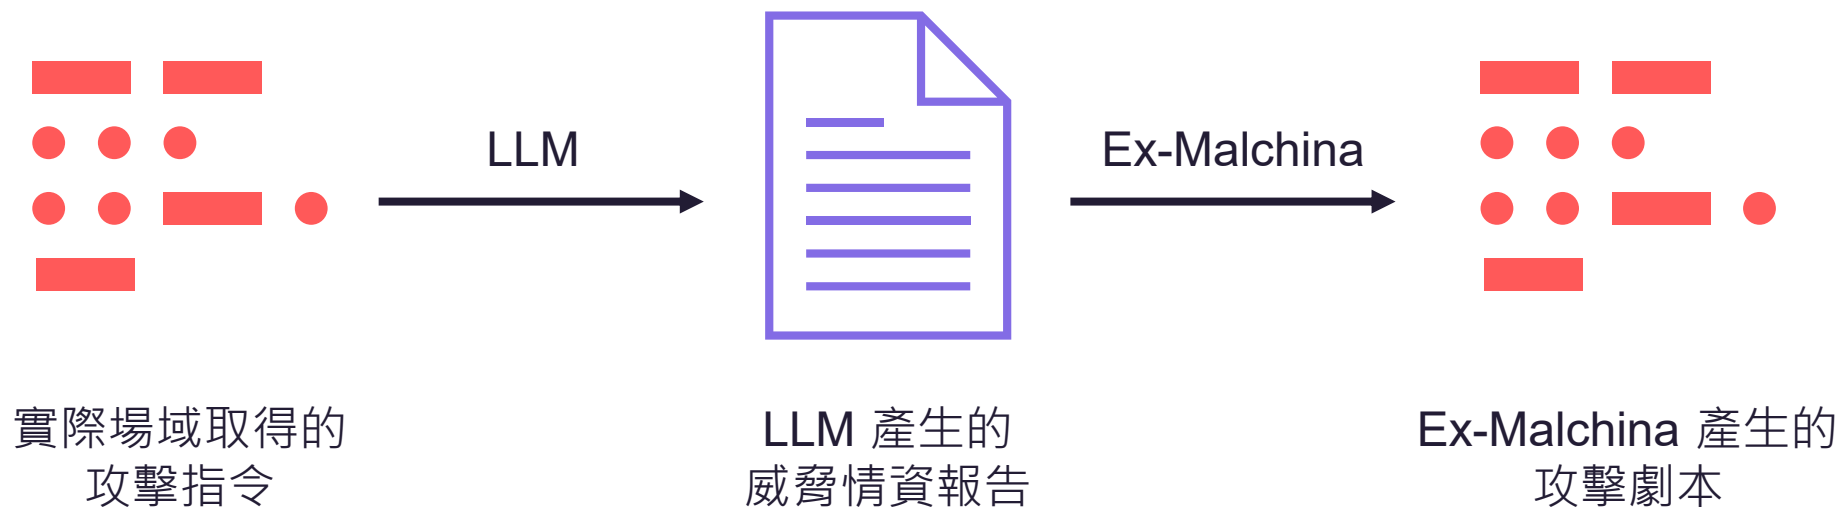 LLM
Ex-Malchina
實際場域取得的
攻擊指令
LLM 產生的
威脅情資報告
Ex-Malchina 產生的
攻擊劇本